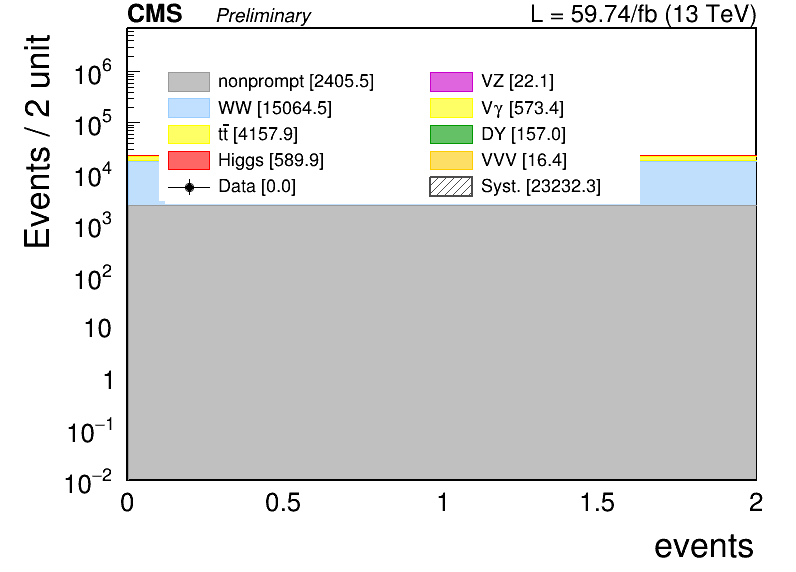 CMS Preliminary L = 59.74/fb (13 TeV)
Events / 2 unit
10⁶
10⁵
10⁴
10³
10²
10
1
10⁻¹
10⁻²
nonprompt [2405.5]
WW [15064.5]
tt̄ [4157.9]
Higgs [589.9]
Data [0.0]
VZ [22.1]
Vγ [573.4]
DY [157.0]
VVV [16.4]
Syst. [23232.3]
0 0.5 1 1.5 2
events